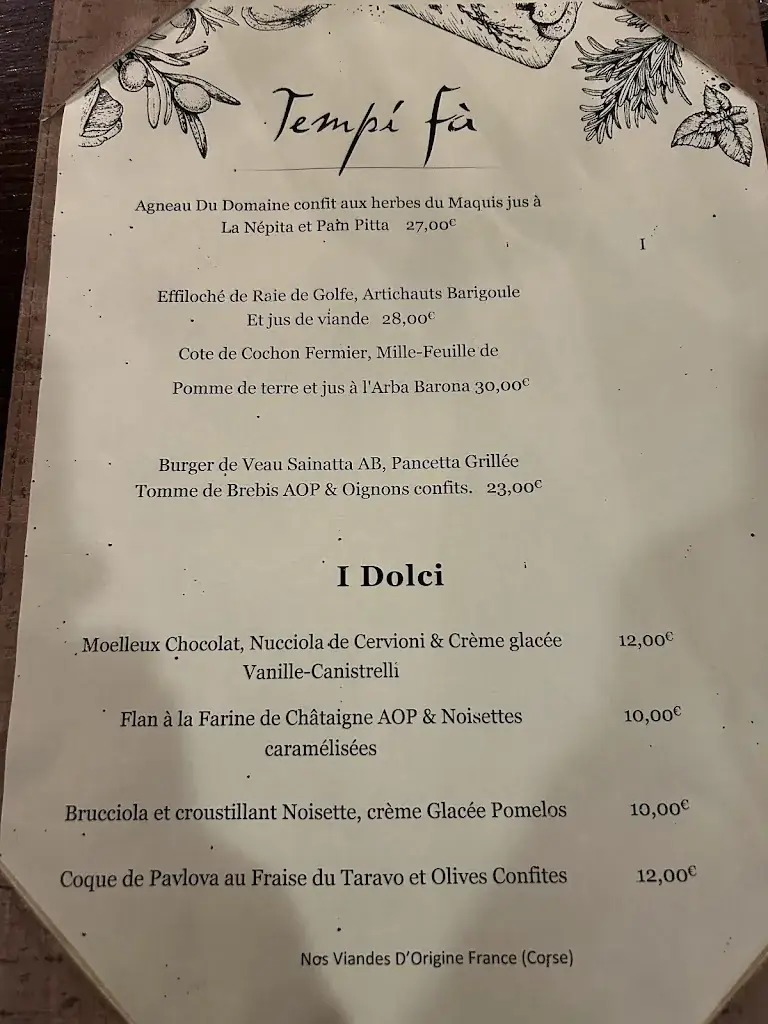 Tempi fà
Agneau Du Domaine confit aux herbes du Maquis jus à
La Népita et Pain Pitta 27,00€
I
Effiloché de Raie de Golfe, Artichauts Barigoule
Et jus de viande 28,00€
Cote de Cochon Fermier, Mille-Feuille de
Pomme de terre et jus à l'Arba Barona 30,00€
Burger de Veau Sainatta AB, Pancetta Grillée
Tomme de Brebis AOP & Oignons confits. 23,00€
I Dolci
Moelleux Chocolat, Nucciola de Cervioni & Crème glacée 12,00€
Vanille-Canistrelli
Flan à la Farine de Châtaigne AOP & Noisettes 10,00€
caramélisées
Brucciola et croustillant Noisette, crème Glacée Pomelos 10,00€
Coque de Pavlova au Fraise du Taravo et Olives Confites 12,00€
Nos Viandes D'Origine France (Corse)